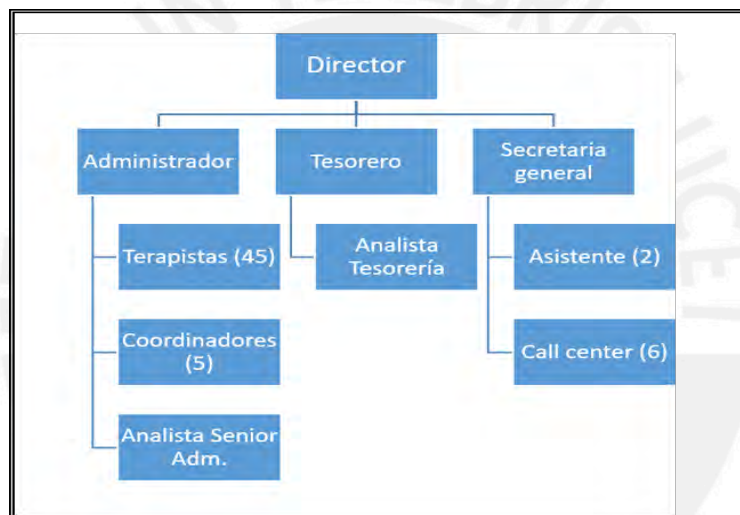 Director
Administrador
Tesorero
Secretaria
general
Terapistas (45)
Analista
Tesorería
Asistente (2)
Coordinadores
(5)
Call center (6)
Analista Senior
Adm.